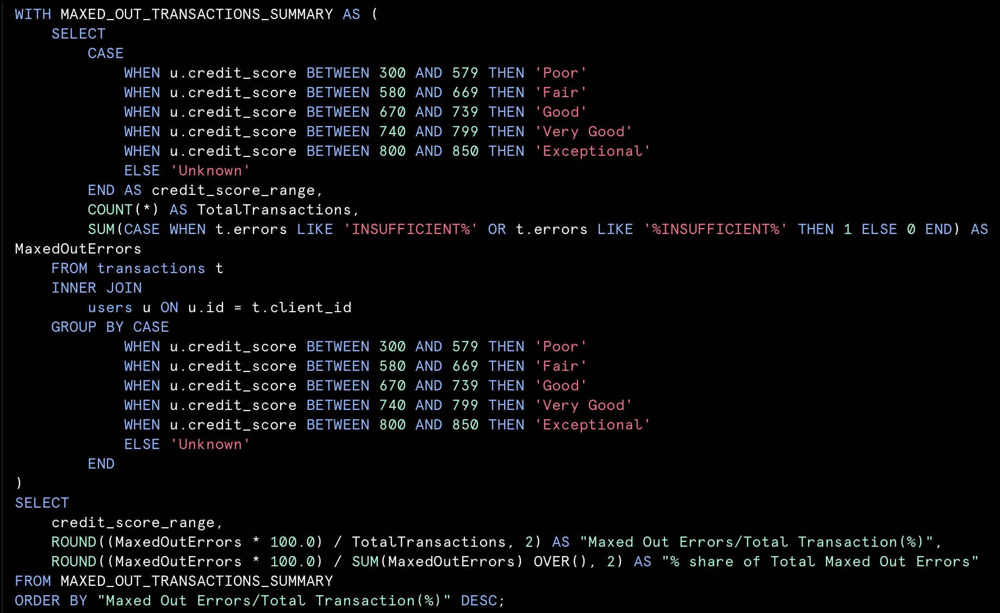 WITH MAXED_OUT_TRANSACTIONS_SUMMARY AS (
    SELECT
        CASE
            WHEN u.credit_score BETWEEN 300 AND 579 THEN 'Poor'
            WHEN u.credit_score BETWEEN 580 AND 669 THEN 'Fair'
            WHEN u.credit_score BETWEEN 670 AND 739 THEN 'Good'
            WHEN u.credit_score BETWEEN 740 AND 799 THEN 'Very Good'
            WHEN u.credit_score BETWEEN 800 AND 850 THEN 'Exceptional'
            ELSE 'Unknown'
        END AS credit_score_range,
        COUNT(*) AS TotalTransactions,
        SUM(CASE WHEN t.errors LIKE 'INSUFFICIENT%' OR t.errors LIKE '%INSUFFICIENT%' THEN 1 ELSE 0 END) AS
MaxedOutErrors
    FROM transactions t
    INNER JOIN
        users u ON u.id = t.client_id
    GROUP BY CASE
            WHEN u.credit_score BETWEEN 300 AND 579 THEN 'Poor'
            WHEN u.credit_score BETWEEN 580 AND 669 THEN 'Fair'
            WHEN u.credit_score BETWEEN 670 AND 739 THEN 'Good'
            WHEN u.credit_score BETWEEN 740 AND 799 THEN 'Very Good'
            WHEN u.credit_score BETWEEN 800 AND 850 THEN 'Exceptional'
            ELSE 'Unknown'
        END
)
SELECT
    credit_score_range,
    ROUND((MaxedOutErrors * 100.0) / TotalTransactions, 2) AS "Maxed Out Errors/Total Transaction(%)",
    ROUND((MaxedOutErrors * 100.0) / SUM(MaxedOutErrors) OVER(), 2) AS "% share of Total Maxed Out Errors"
FROM MAXED_OUT_TRANSACTIONS_SUMMARY
ORDER BY "Maxed Out Errors/Total Transaction(%)" DESC;